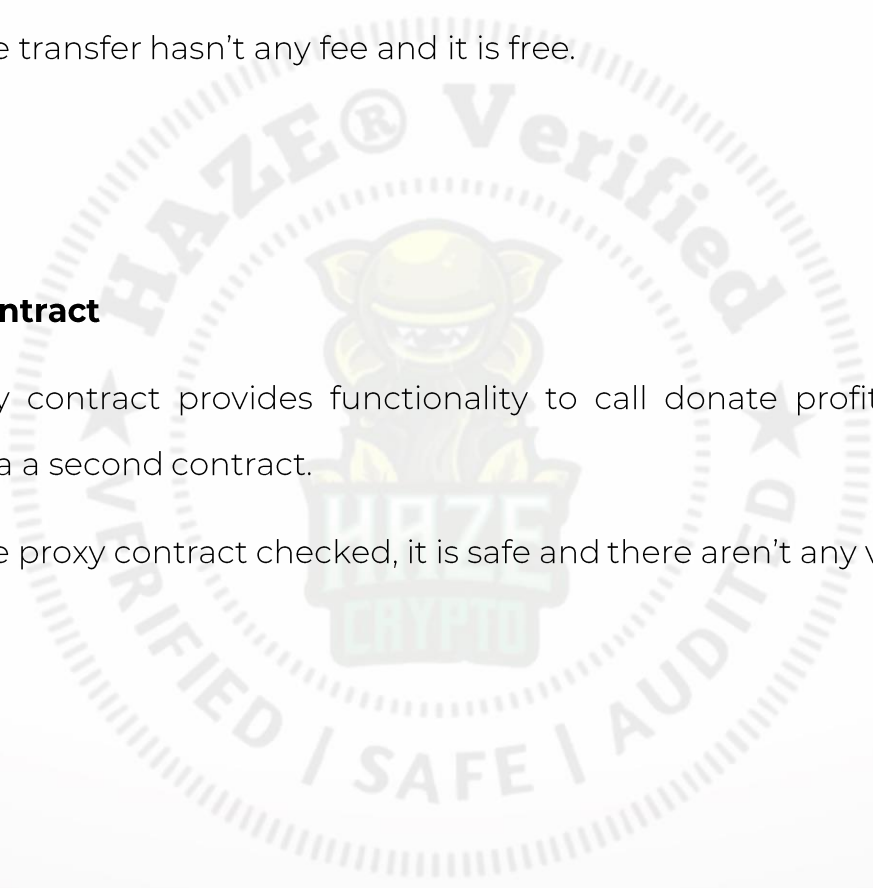 e transfer hasn’t any fee and it is free.
HAZE® Verified
ntract
y contract provides functionality to call donate profit
a a second contract.
e proxy contract checked, it is safe and there aren’t any v
HAZE
CRYPTO
VERIFIED | SAFE | AUDITED